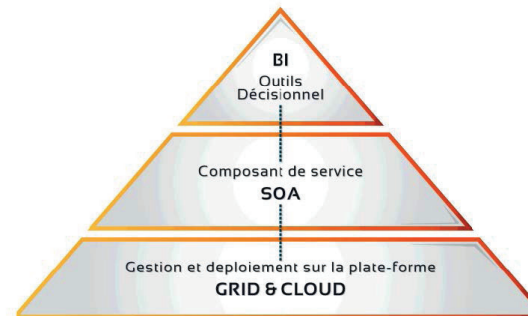 BI
Outils
Décisionnel
Composant de service
SOA
Gestion et deploiement sur la plate-forme
GRID & CLOUD